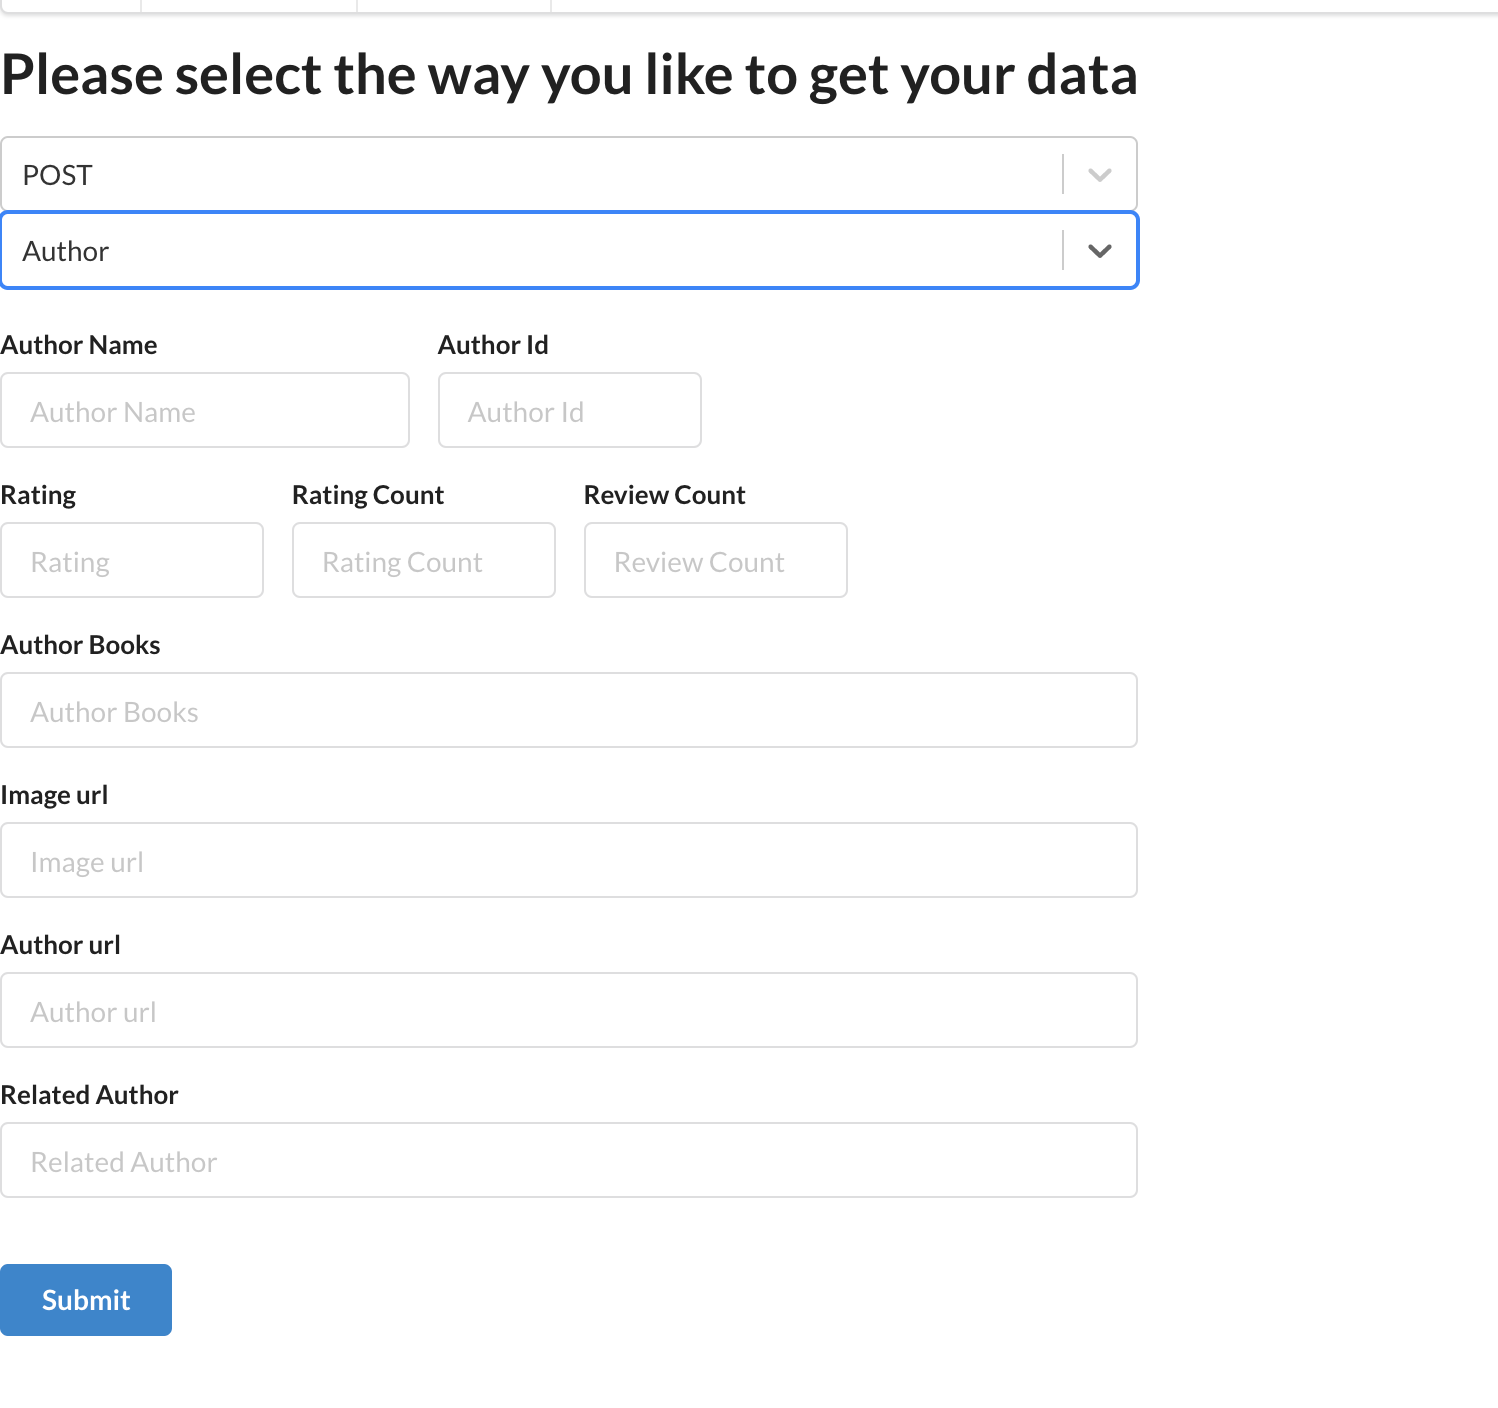 Please select the way you like to get your data
POST
Author
Author Name Author Id
Author Name Author Id
Rating Rating Count Review Count
Rating Rating Count Review Count
Author Books
Author Books
Image url
Image url
Author url
Author url
Related Author
Related Author
Submit